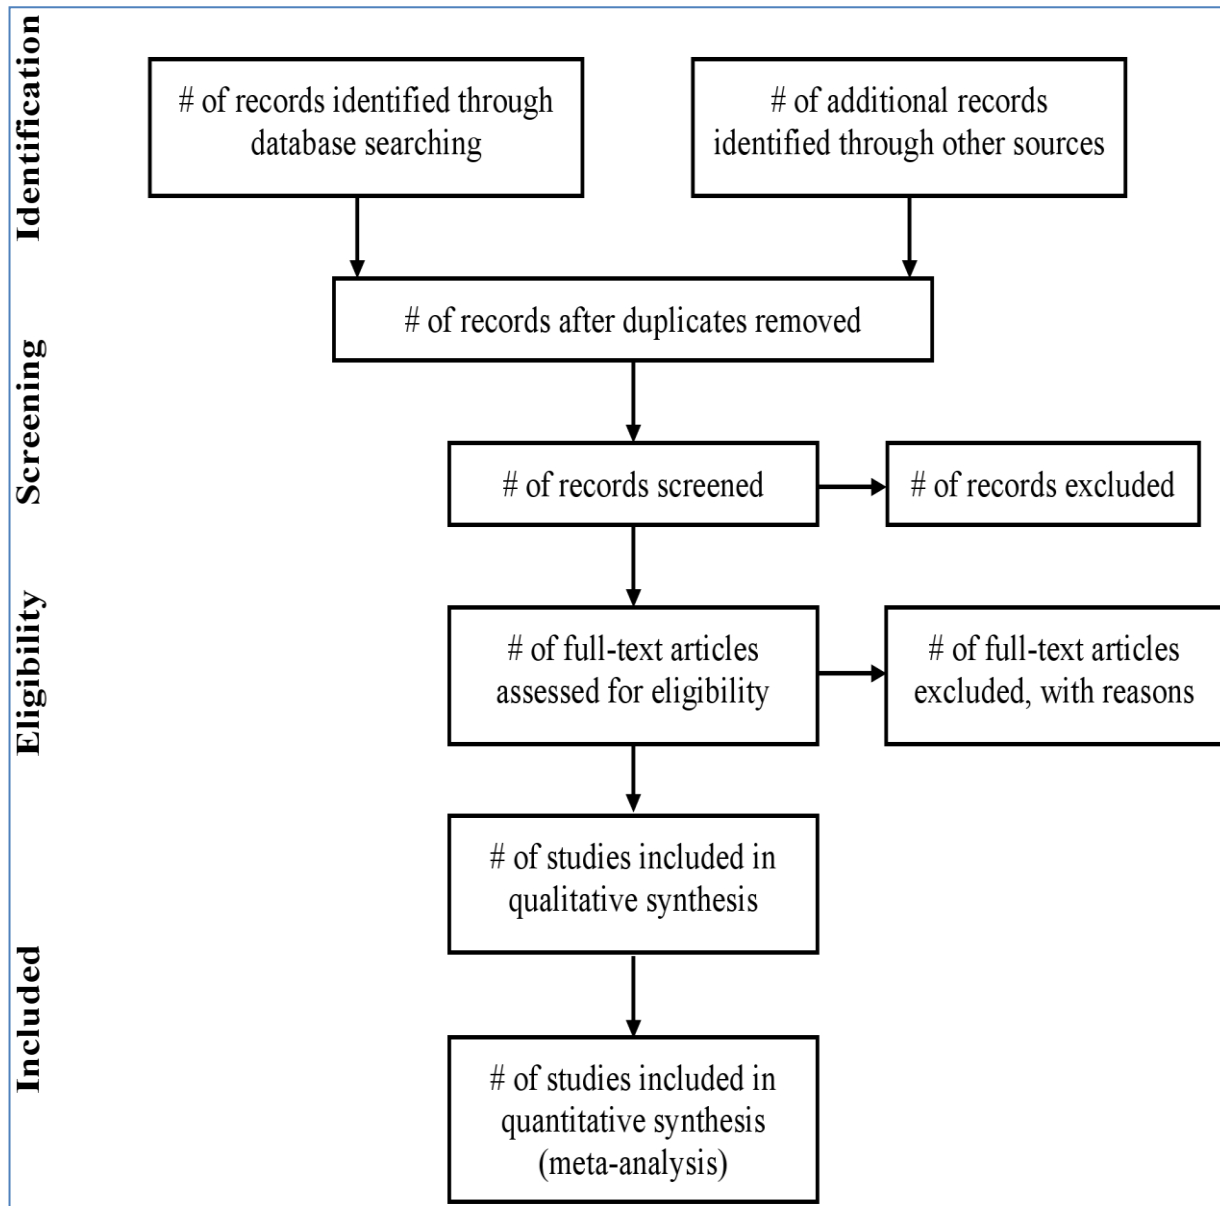 Identification
# of records identified through
database searching
# of additional records
identified through other sources
# of records after duplicates removed
Screening
# of records screened
# of records excluded
Eligibility
# of full-text articles
assessed for eligibility
# of full-text articles
excluded, with reasons
# of studies included in
qualitative synthesis
Included
# of studies included in
quantitative synthesis
(meta-analysis)